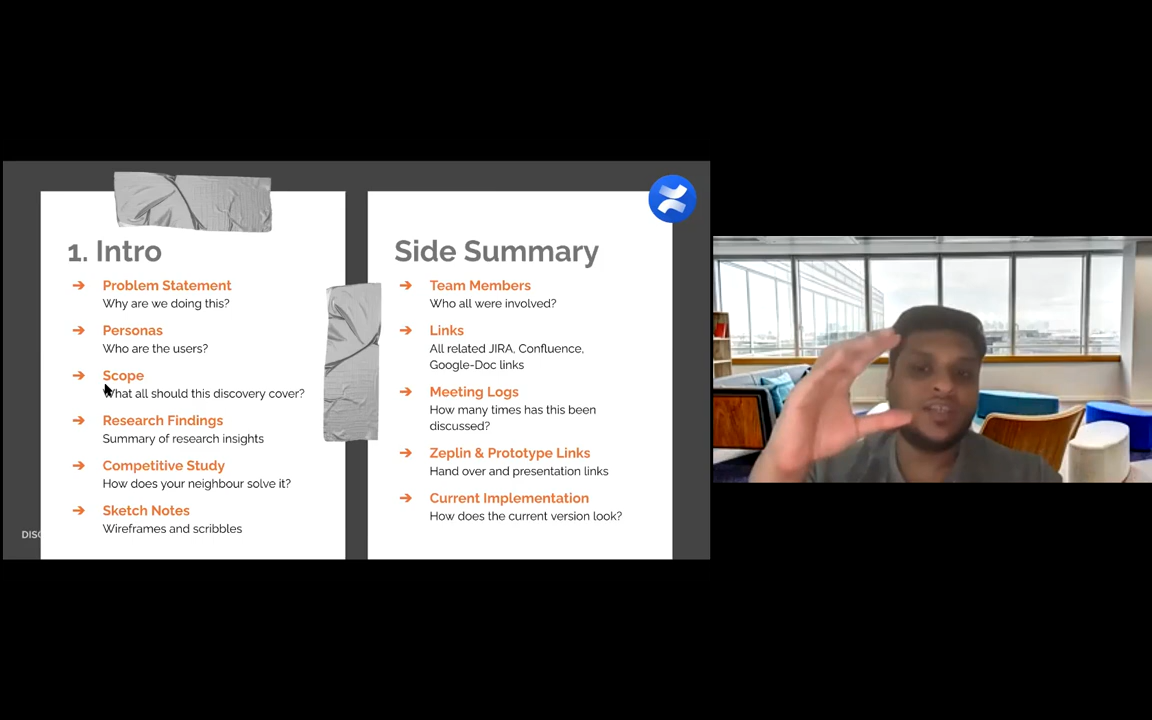 1. Intro
➔ Problem Statement
Why are we doing this?
➔ Personas
Who are the users?
➔ Scope
What all should this discovery cover?
➔ Research Findings
Summary of research insights
➔ Competitive Study
How does your neighbour solve it?
➔ Sketch Notes
Wireframes and scribbles
DISC
Side Summary
➔ Team Members
Who all were involved?
➔ Links
All related JIRA, Confluence,
Google-Doc links
➔ Meeting Logs
How many times has this been
discussed?
➔ Zeplin & Prototype Links
Hand over and presentation links
➔ Current Implementation
How does the current version look?